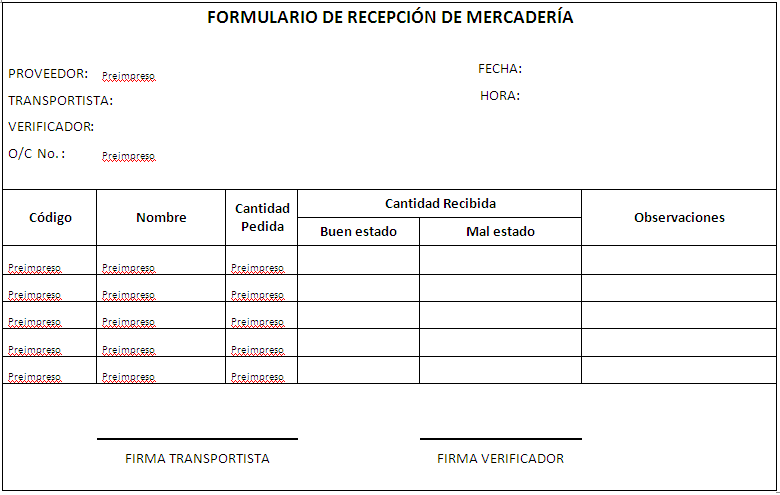 FORMULARIO DE RECEPCIÓN DE MERCADERÍA
PROVEEDOR: Preimpreso
FECHA:
TRANSPORTISTA:
HORA:
VERIFICADOR:
O/C No. : Preimpreso
Código Nombre Cantidad Pedida Cantidad Recibida Observaciones
Buen estado Mal estado
Preimpreso Preimpreso Preimpreso
Preimpreso Preimpreso Preimpreso
Preimpreso Preimpreso Preimpreso
Preimpreso Preimpreso Preimpreso
Preimpreso Preimpreso Preimpreso
FIRMA TRANSPORTISTA FIRMA VERIFICADOR